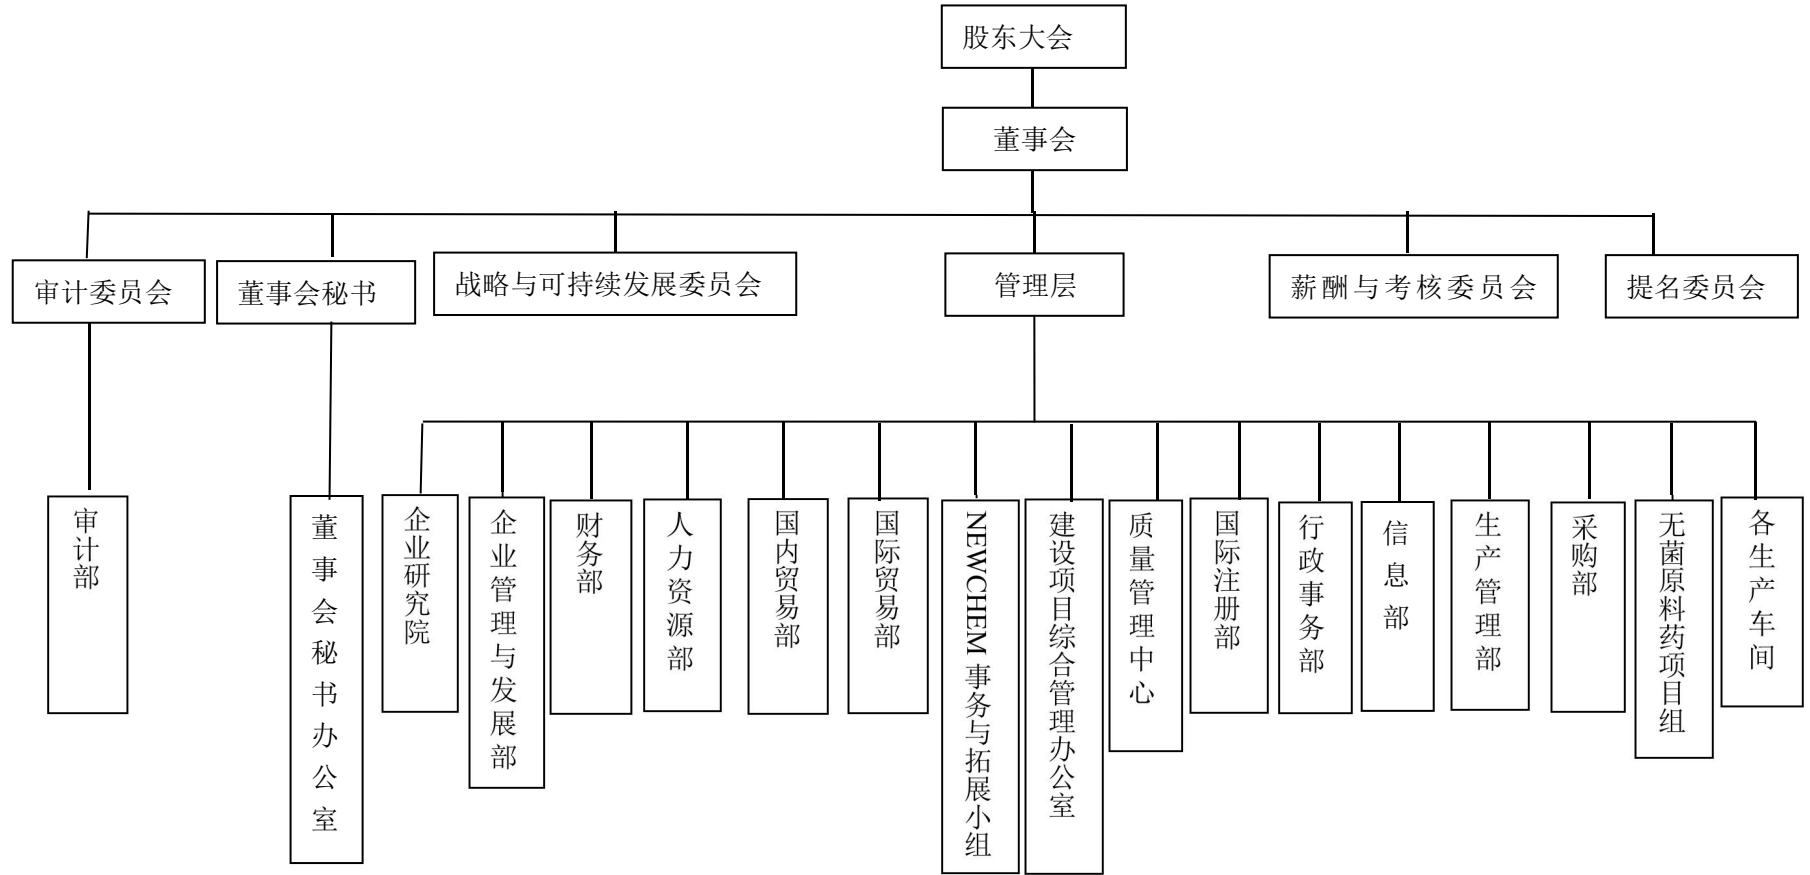 股东大会
董事会
审计委员会
董事会秘书
战略与可持续发展委员会
管理层
薪酬与考核委员会
提名委员会
审计部
董事会秘书办公室
企业研究院
企业管理与发展部
财务部
人力资源部
国内贸易部
国际贸易部
NEWCHEM 事务与拓展小组
建设项目综合管理办公室
质量管理中心
国际注册部
行政事务部
信息部
生产管理部
采购部
无菌原料药项目组
各生产车间